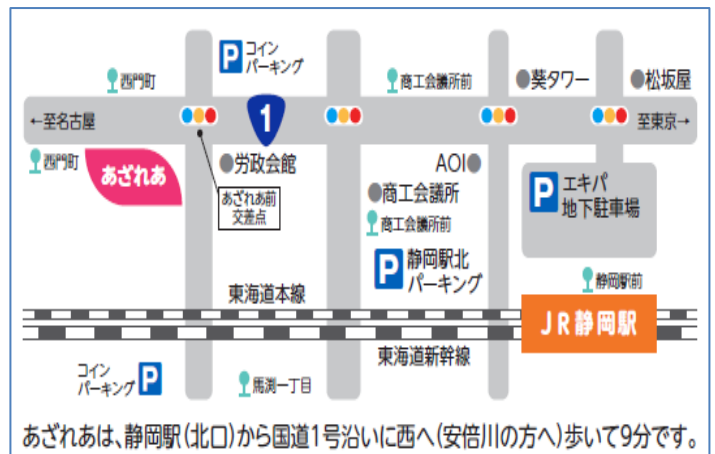 P コイン
パーキング
西門町
商工会議所前
●葵タワー
●松坂屋
←至名古屋
1
至東京→
西門町
あざれあ
●労政会館
あざれあ前
交差点
AOI●
●商工会議所
商工会議所前
P エキパ
地下駐車場
P 静岡駅北
パーキング
静岡駅前
東海道本線
JR静岡駅
東海道新幹線
コイン
パーキング P
馬渕一丁目
あざれあは、静岡駅(北口)から国道1号沿いに西へ(安倍川の方へ)歩いて9分です。